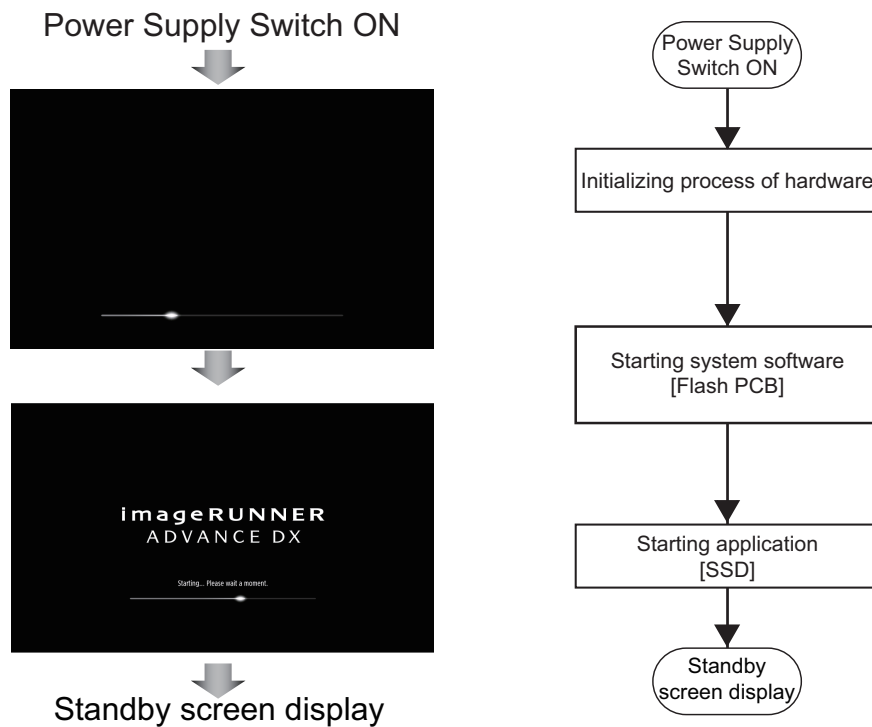 Power Supply Switch ON
imageRUNNER
ADVANCE DX
Starting... Please wait a moment.
Standby screen display
Power Supply
Switch ON
Initializing process of hardware
Starting system software
[Flash PCB]
Starting application
[SSD]
Standby
screen display